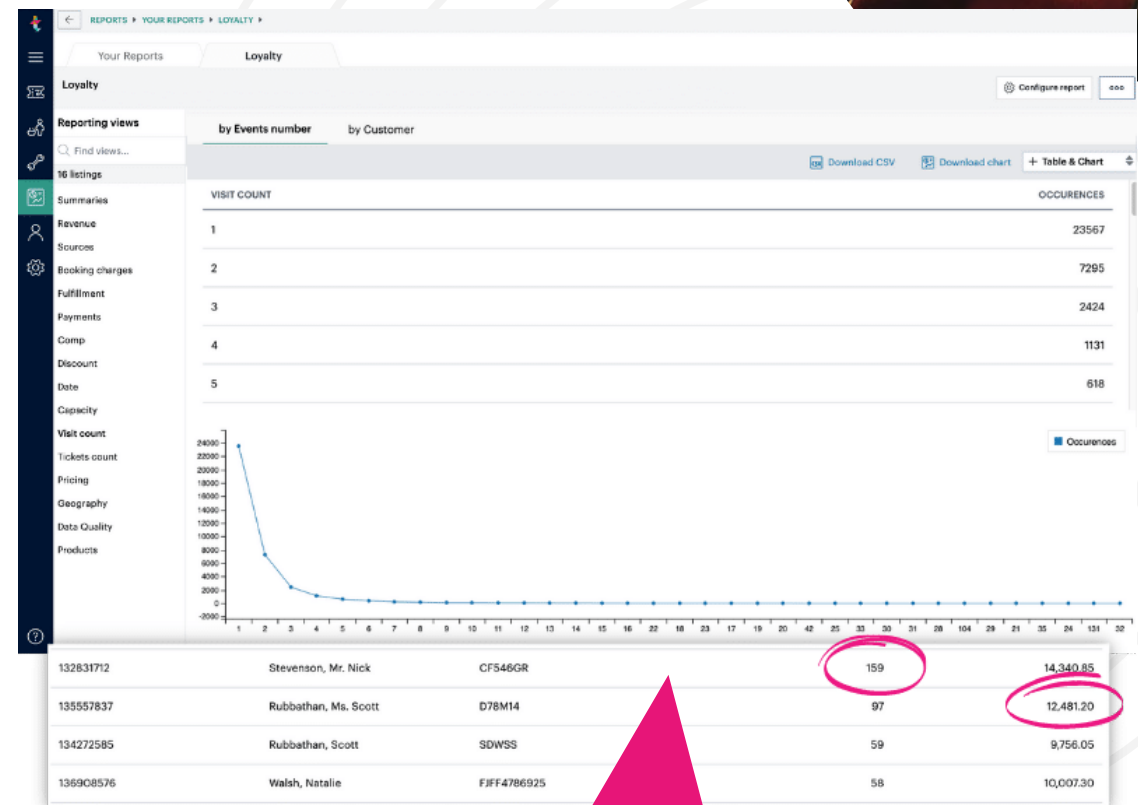 REPORTS ▸ YOUR REPORTS ▸ LOYALTY ▸
Your Reports Loyalty
Loyalty Configure report
Reporting views
by Events number by Customer
Find views...
Download CSV Download chart + Table & Chart
16 listings
Summaries
Revenue
Sources
Booking charges
Fulfillment
Payments
Comp
Discount
Date
Capacity
Visit count
Tickets count
Pricing
Geography
Data Quality
Products
VISIT COUNT OCCURENCES
1 23567
2 7295
3 2424
4 1131
5 618
Occurences
24000
22000
20000
18000
16000
14000
12000
10000
8000
6000
4000
2000
0
-2000
1 2 3 4 5 6 7 8 9 10 11 12 13 14 15 16 22 18 23 17 19 20 42 25 33 30 31 28 104 29 21 35 24 131 32
132831712 Stevenson, Mr. Nick CF546GR 159 14,340.85
135557837 Rubbathan, Ms. Scott D78M14 97 12,481.20
134272585 Rubbathan, Scott SDWSS 59 9,756.05
136908576 Walsh, Natalie FJFF4786925 58 10,007.30